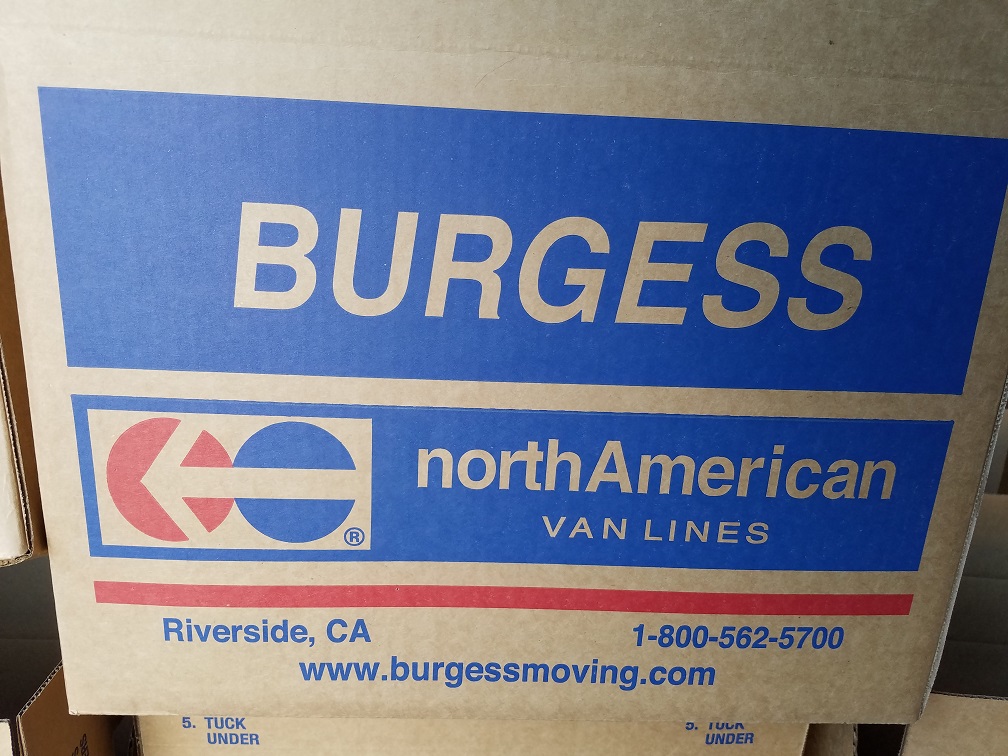 BURGESS
northAmerican
VAN LINES
®
Riverside, CA
1-800-562-5700
www.burgessmoving.com
5. TUCK
UNDER
5. TUCK
UNDER